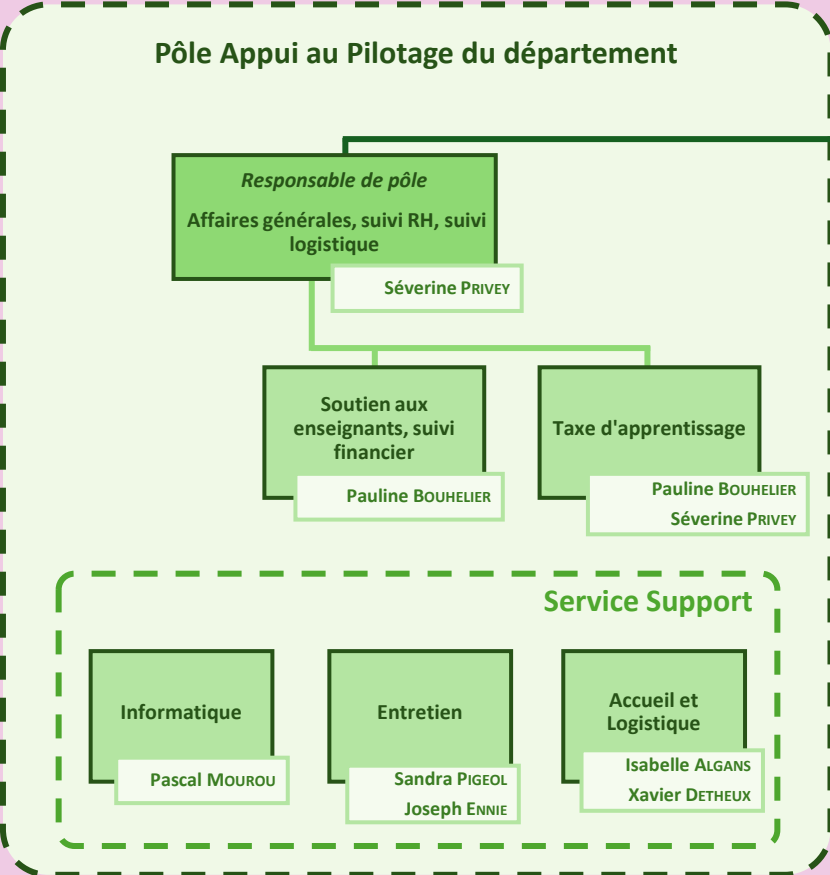 Pôle Appui au Pilotage du département
Responsable de pôle
Affaires générales, suivi RH, suivi
logistique
Séverine PRIVEY
Soutien aux
enseignants, suivi
financier
Pauline BOUHELIER
Taxe d'apprentissage
Pauline BOUHELIER
Séverine PRIVEY
Service Support
Informatique
Pascal MOUROU
Entretien
Sandra PIGEOL
Joseph ENNIE
Accueil et
Logistique
Isabelle ALGANS
Xavier DETHEUX